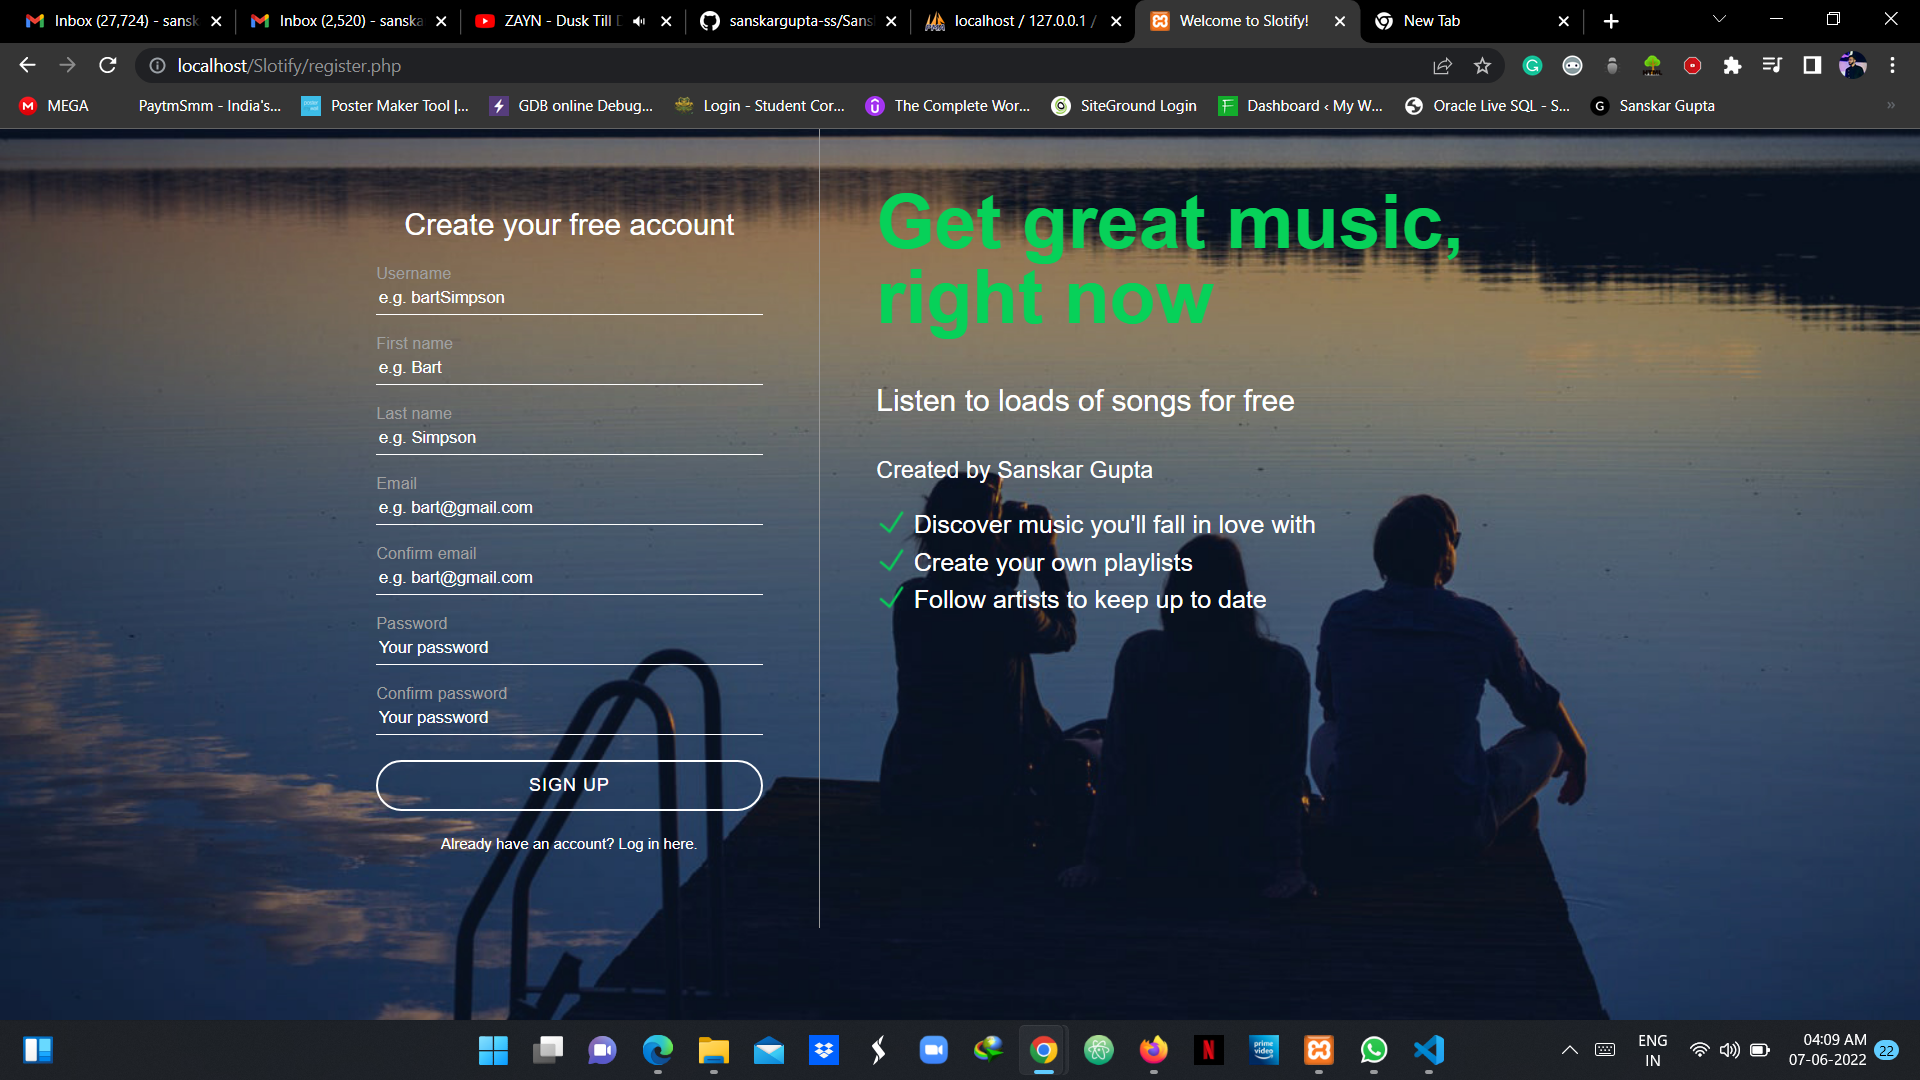 Inbox (27,724) - sansk
Inbox (2,520) - sanska
ZAYN - Dusk Till D
sanskargupta-ss/Sansk
localhost / 127.0.0.1 /
Welcome to Slotify!
New Tab
localhost/Slotify/register.php
MEGA
PaytmSmm - India's...
Poster Maker Tool |...
GDB online Debug...
Login - Student Cor...
The Complete Wor...
SiteGround Login
Dashboard ‹ My W...
Oracle Live SQL - S...
Sanskar Gupta
Create your free account
Username
e.g. bartSimpson
First name
e.g. Bart
Last name
e.g. Simpson
Email
e.g. bart@gmail.com
Confirm email
e.g. bart@gmail.com
Password
Your password
Confirm password
Your password
SIGN UP
Already have an account? Log in here.
Get great music,
right now
Listen to loads of songs for free
Created by Sanskar Gupta
Discover music you'll fall in love with
Create your own playlists
Follow artists to keep up to date
prime video
ENG
IN
04:09 AM
07-06-2022
22